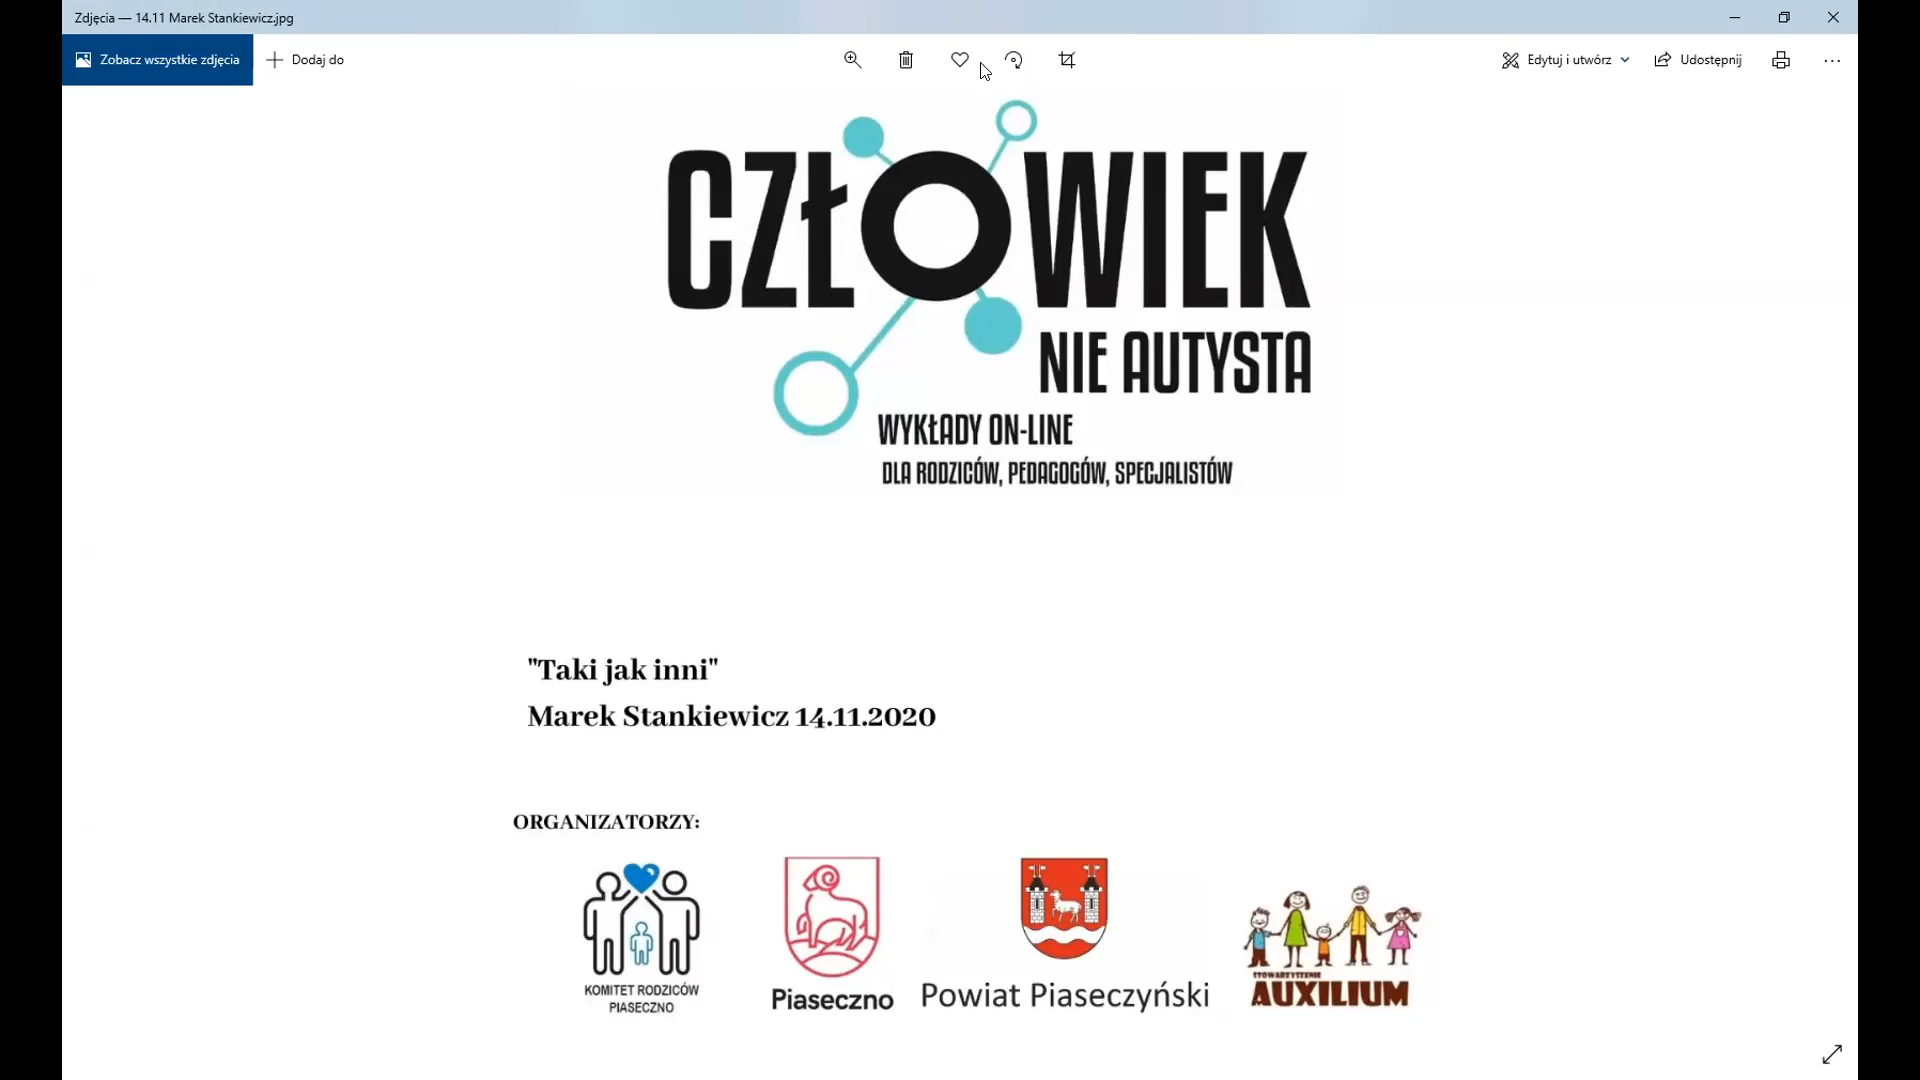 Zdjęcia — 14.11 Marek Stankiewicz.jpg
Zobacz wszystkie zdjęcia
Dodaj do
Edytuj i utwórz
Udostępnij
CZŁOWIEK
NIE AUTYSTA
WYKŁADY ON-LINE
DLA RODZICÓW, PEDAGOGÓW, SPECJALISTÓW
"Taki jak inni"
Marek Stankiewicz 14.11.2020
ORGANIZATORZY:
KOMITET RODZICÓW
PIASECZNO
Piaseczno
Powiat Piaseczyński
STOWARZYSZENIE
AUXILIUM